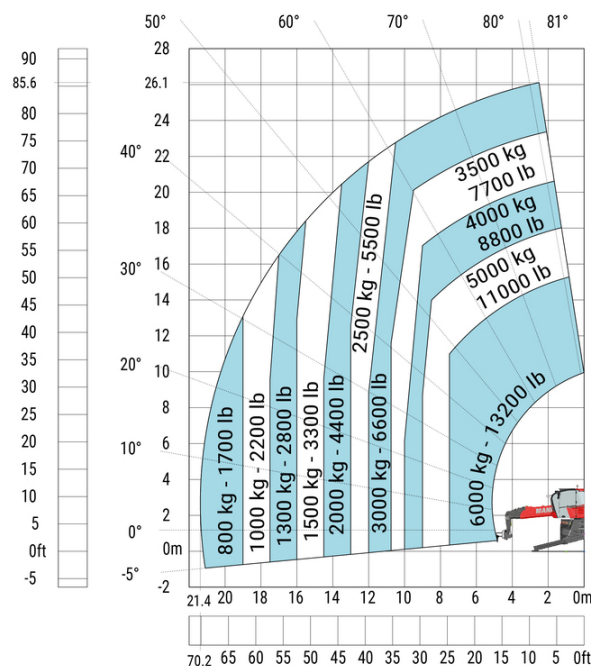 50° 60° 70° 80° 81°
90 28
85.6 26.1
80 24
75
70 22
65 40° 20
60 18
55 16
50 30° 14
45
40 12
35 20° 10
30
25 8
20 10° 6
15 4
10
5 0° 2
0ft 0m
-5 -5° -2
3500 kg
7700 lb
4000 kg
8800 lb
5000 kg
11000 lb
6000 kg - 13200 lb
800 kg - 1700 lb
1000 kg - 2200 lb
1300 kg - 2800 lb
1500 kg - 3300 lb
2000 kg - 4400 lb
2500 kg - 5500 lb
3000 kg - 6600 lb
21.4 20 18 16 14 12 10 8 6 4 2 0m
70.2 65 60 55 50 45 40 35 30 25 20 15 10 5 0ft